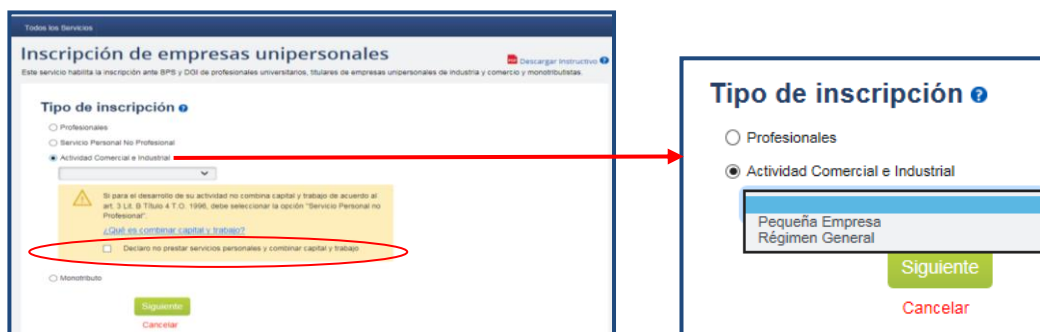 Todos los Servicios
Inscripción de empresas unipersonales
Descargar Instructivo
Este servicio habilita la inscripción ante BPS y DGI de profesionales universitarios, titulares de empresas unipersonales de industria y comercio y monotributistas.
Tipo de inscripción
Profesionales
Servicio Personal No Profesional
Actividad Comercial e Industrial
Si para el desarrollo de su actividad no combina capital y trabajo de acuerdo al
art. 3 Lit. B Título 4 T.O. 1996, debe seleccionar la opción "Servicio Personal no
Profesional".
¿Qué es combinar capital y trabajo?
Declaro no prestar servicios personales y combinar capital y trabajo
Monotributo
Siguiente
Cancelar
Tipo de inscripción
Profesionales
Actividad Comercial e Industrial
Pequeña Empresa
Régimen General
Siguiente
Cancelar